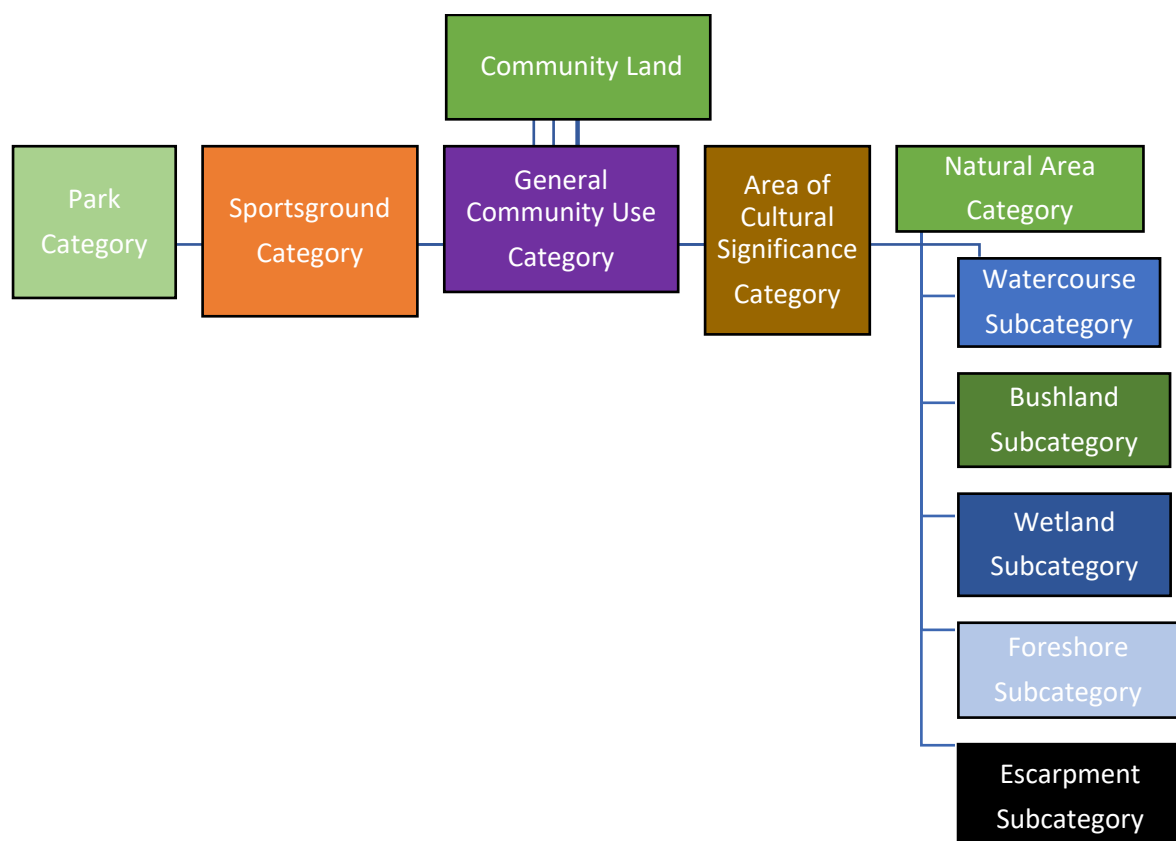 Community Land
Park
Category
Sportsground
Category
General
Community Use
Category
Area of
Cultural
Significance
Category
Natural Area
Category
Watercourse
Subcategory
Bushland
Subcategory
Wetland
Subcategory
Foreshore
Subcategory
Escarpment
Subcategory